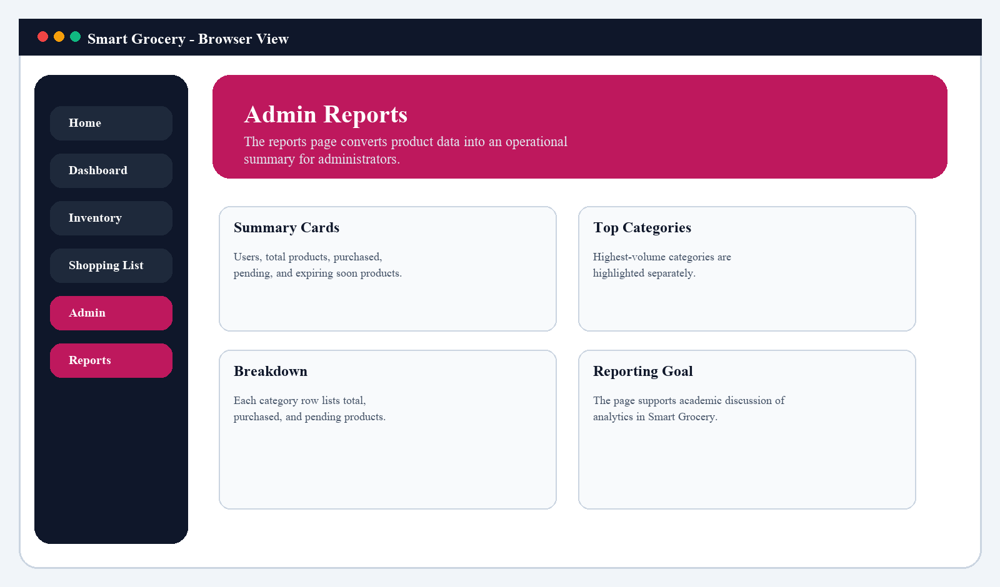 Smart Grocery - Browser View
Home
Dashboard
Inventory
Shopping List
Admin
Reports
Admin Reports
The reports page converts product data into an operational
summary for administrators.
Summary Cards
Users, total products, purchased,
pending, and expiring soon products.
Top Categories
Highest-volume categories are
highlighted separately.
Breakdown
Each category row lists total,
purchased, and pending products.
Reporting Goal
The page supports academic discussion of
analytics in Smart Grocery.